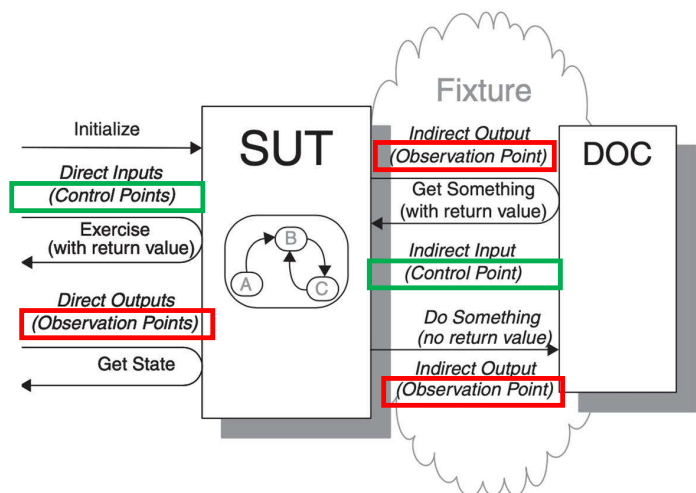 Fixture
Initialize
SUT
Indirect Output
(Observation Point)
DOC
Direct Inputs
(Control Points)
Get Something
(with return value)
Exercise
(with return value)
B
A
C
Indirect Input
(Control Point)
Direct Outputs
(Observation Points)
Do Something
(no return value)
Get State
Indirect Output
(Observation Point)